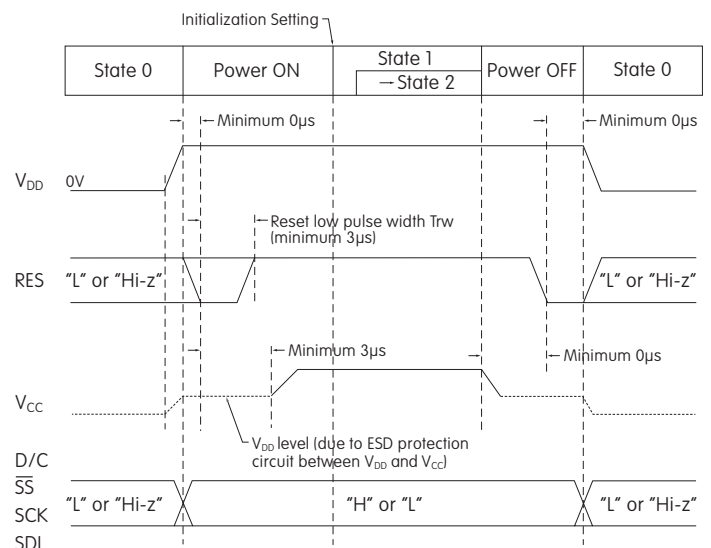 Initialization Setting
State 0
Power ON
State 1
→ State 2
Power OFF
State 0
Minimum 0µs
Minimum 0µs
VDD
0V
Reset low pulse width Trw
(minimum 3µs)
RES
"L" or "Hi-z"
"L" or "Hi-z"
Minimum 3µs
Minimum 0µs
VCC
VDD level (due to ESD protection
circuit between VDD and VCC)
D/C
SS
SCK
SDI
"L" or "Hi-z"
"H" or "L"
"L" or "Hi-z"